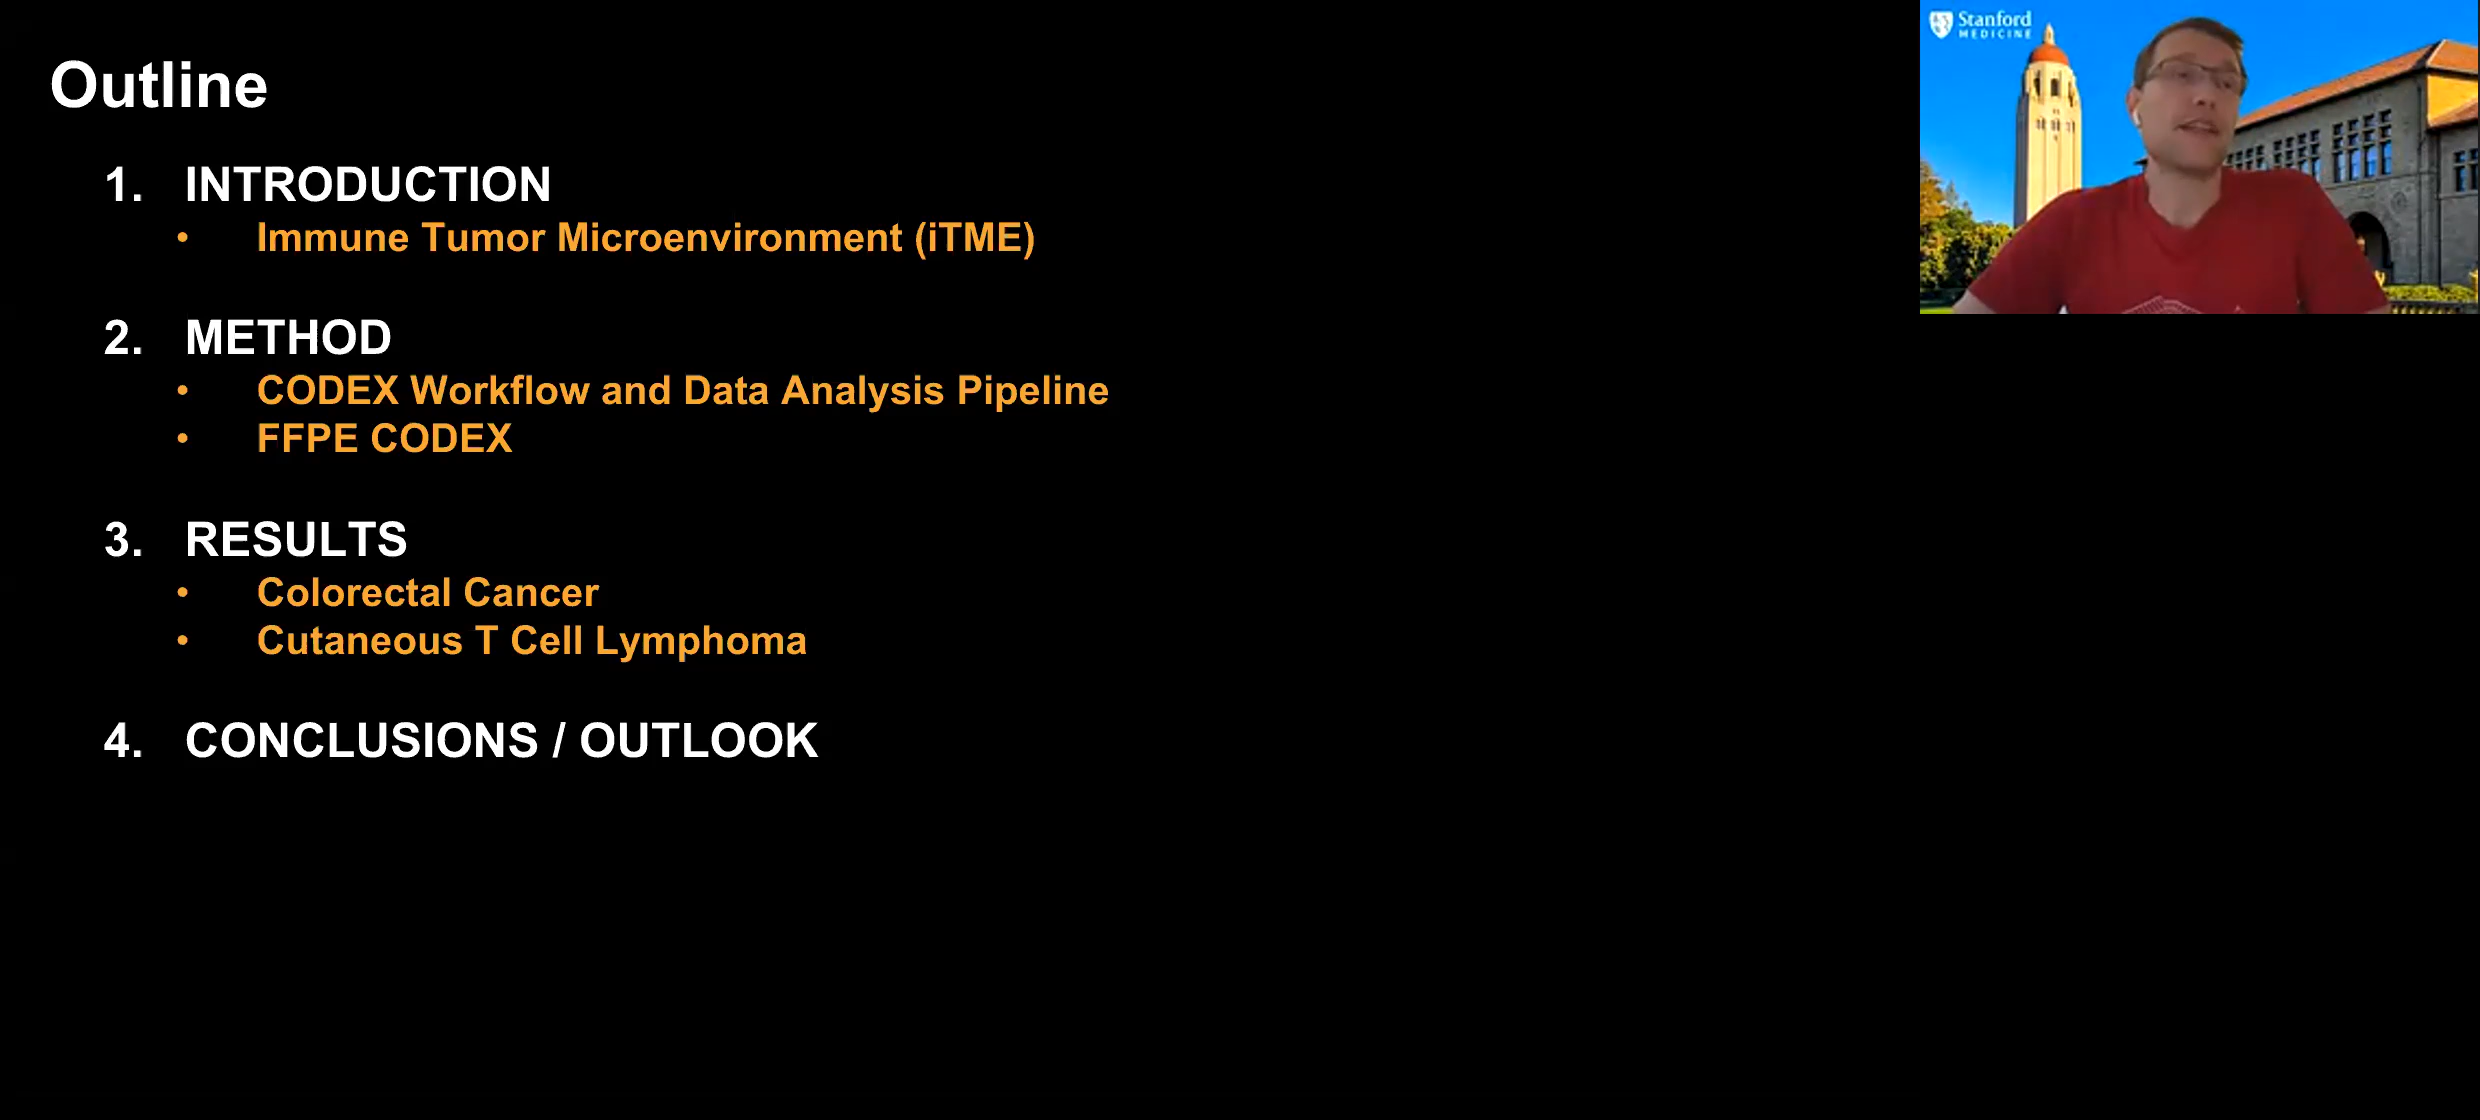 Outline
1. INTRODUCTION
• Immune Tumor Microenvironment (iTME)
2. METHOD
• CODEX Workflow and Data Analysis Pipeline
• FFPE CODEX
3. RESULTS
• Colorectal Cancer
• Cutaneous T Cell Lymphoma
4. CONCLUSIONS / OUTLOOK
Stanford
MEDICINE